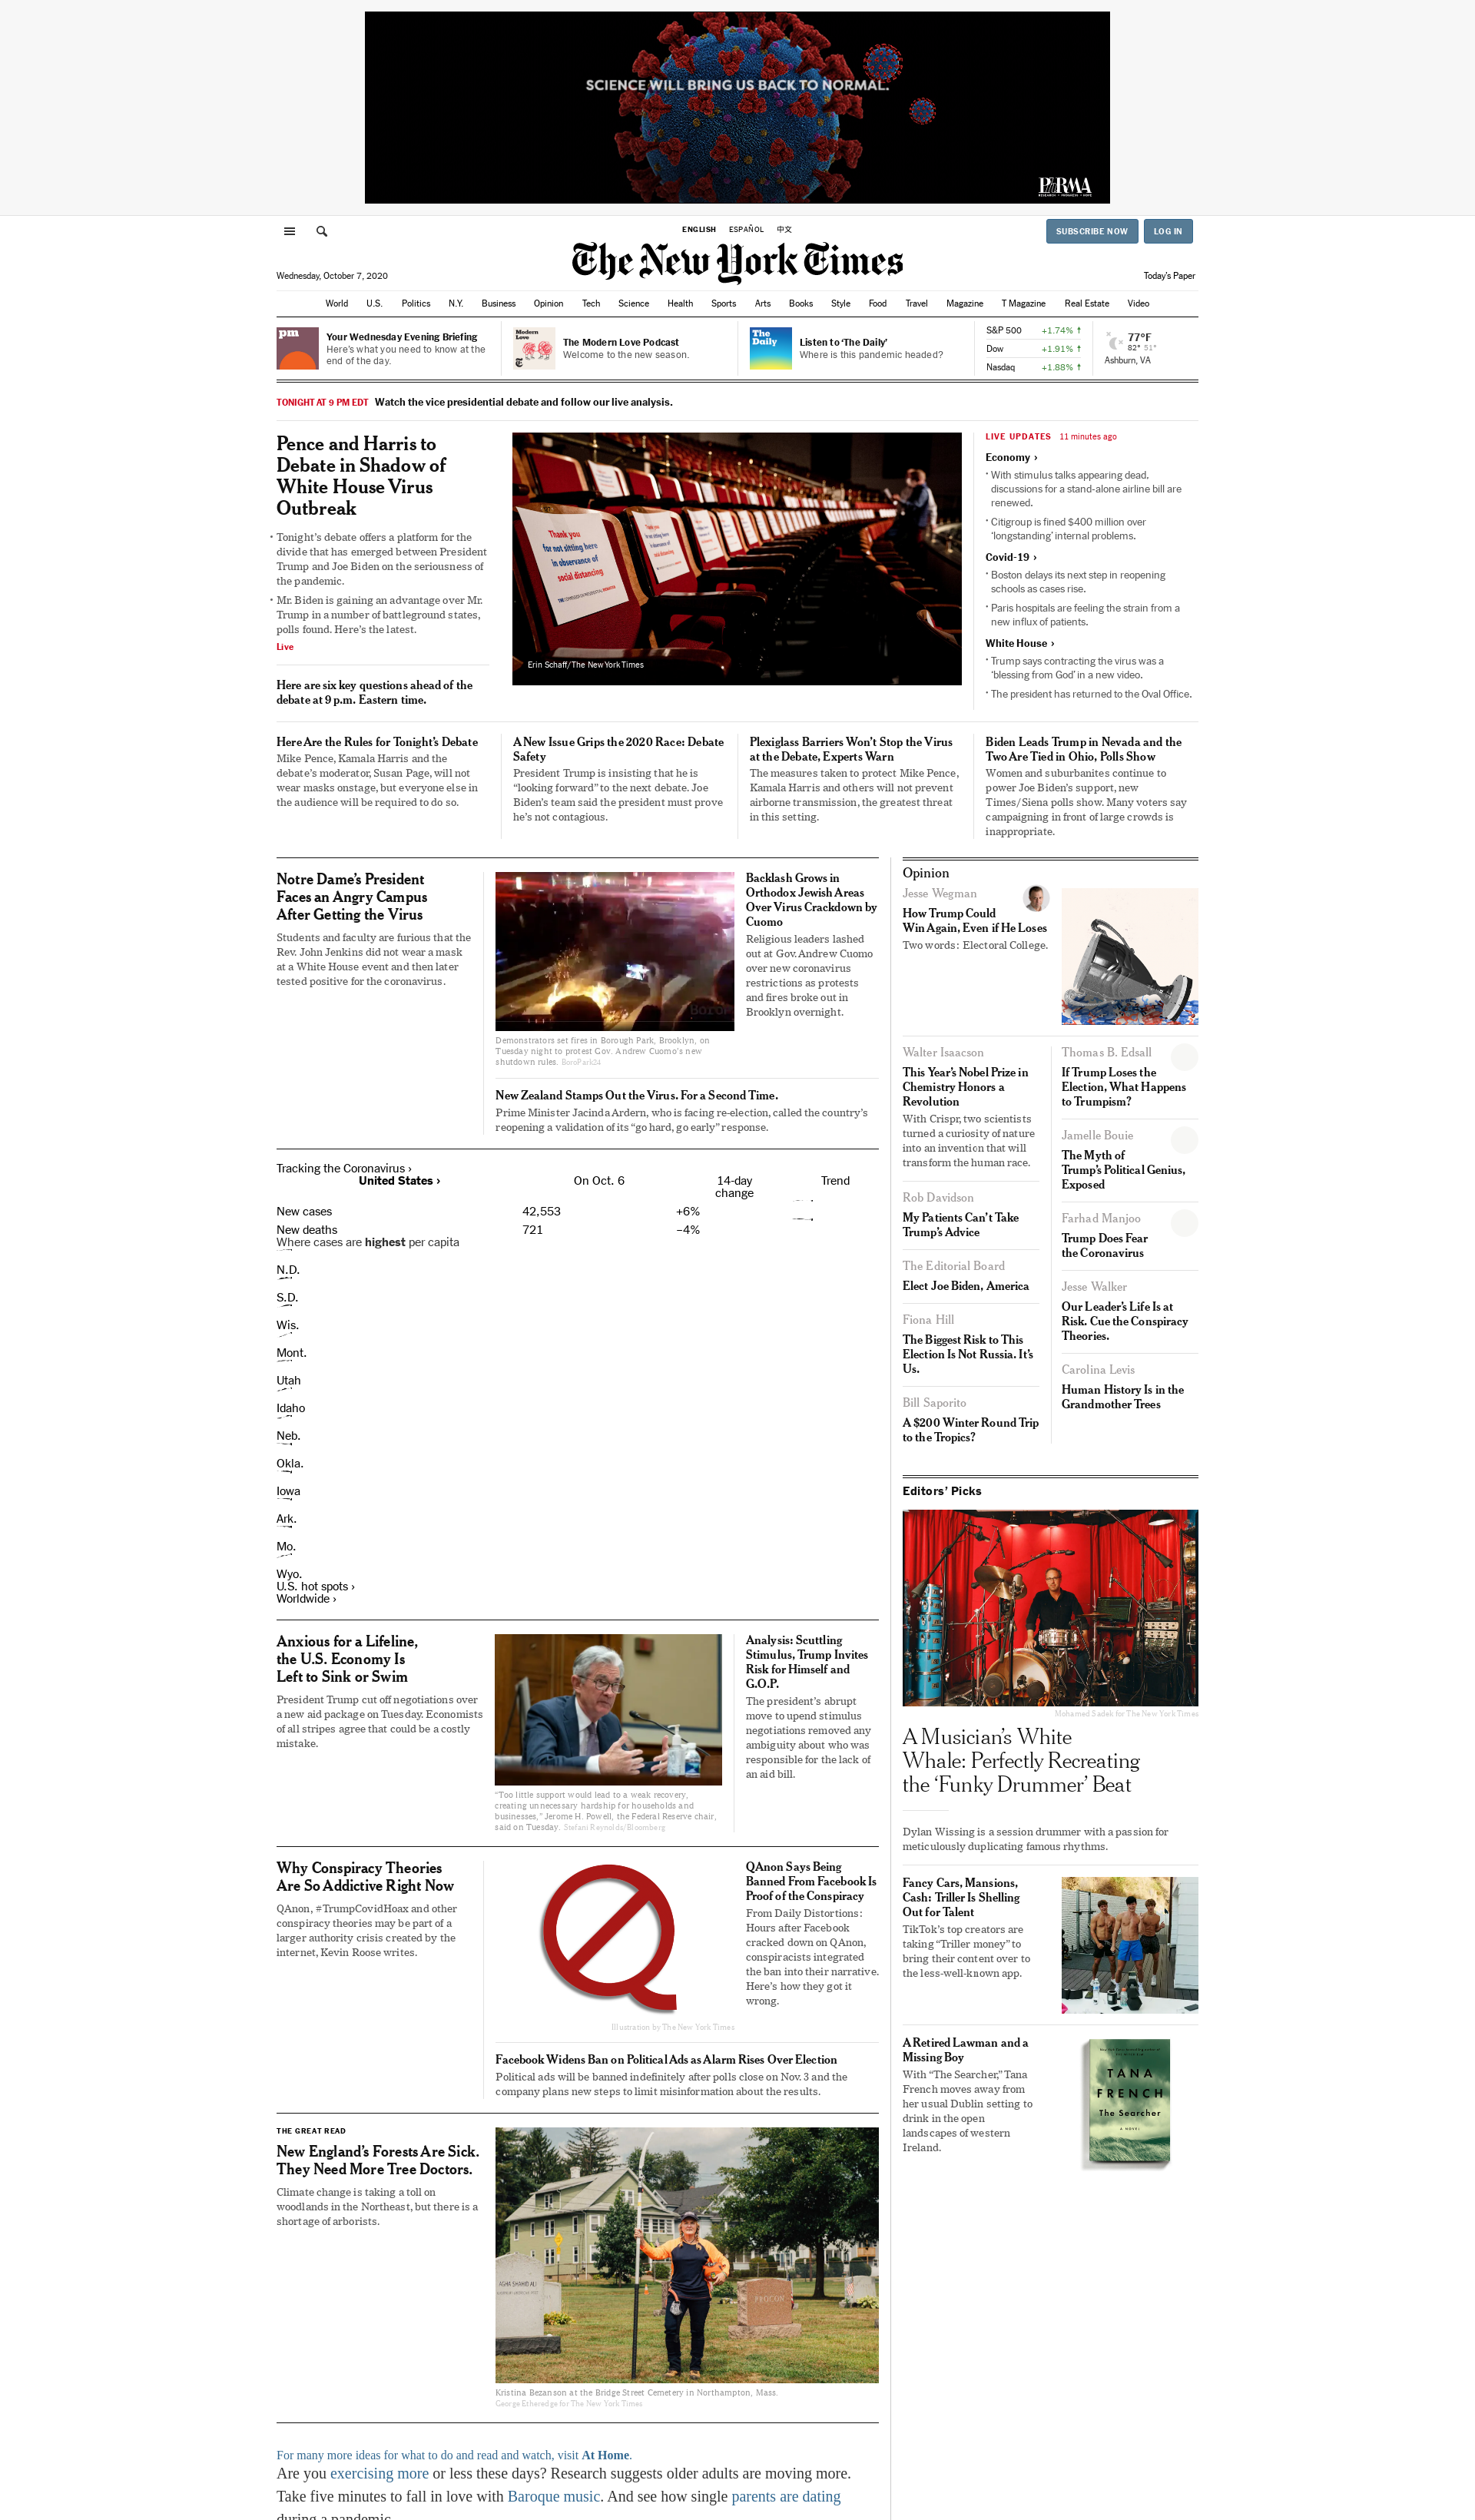 SCIENCE WILL BRING US BACK TO NORMAL.
PhRMA
RESEARCH • PROGRESS • HOPE
ENGLISH ESPAÑOL 中文
SUBSCRIBE NOW LOG IN
The New York Times
Wednesday, October 7, 2020
Today's Paper
World U.S. Politics N.Y. Business Opinion Tech Science Health Sports Arts Books Style Food Travel Magazine T Magazine Real Estate Video
pm
Your Wednesday Evening Briefing
Here's what you need to know at the
end of the day.
Modern
Love
The Modern Love Podcast
Welcome to the new season.
The
Daily
Listen to ‘The Daily’
Where is this pandemic headed?
S&P 500 +1.74% ↑
Dow +1.91% ↑
Nasdaq +1.88% ↑
77°F
82° 51°
Ashburn, VA
TONIGHT AT 9 PM EDT Watch the vice presidential debate and follow our live analysis.
Pence and Harris to
Debate in Shadow of
White House Virus
Outbreak
• Tonight’s debate offers a platform for the
divide that has emerged between President
Trump and Joe Biden on the seriousness of
the pandemic.
• Mr. Biden is gaining an advantage over Mr.
Trump in a number of battleground states,
polls found. Here’s the latest.
Live
Here are six key questions ahead of the
debate at 9 p.m. Eastern time.
Thank you
for not sitting here
in observance of
social distancing
Erin Schaff/The New York Times
LIVE UPDATES 11 minutes ago
Economy ›
• With stimulus talks appearing dead,
discussions for a stand-alone airline bill are
renewed.
• Citigroup is fined $400 million over
‘longstanding’ internal problems.
Covid-19 ›
• Boston delays its next step in reopening
schools as cases rise.
• Paris hospitals are feeling the strain from a
new influx of patients.
White House ›
• Trump says contracting the virus was a
‘blessing from God’ in a new video.
• The president has returned to the Oval Office.
Here Are the Rules for Tonight’s Debate
Mike Pence, Kamala Harris and the
debate’s moderator, Susan Page, will not
wear masks onstage, but everyone else in
the audience will be required to do so.
A New Issue Grips the 2020 Race: Debate
Safety
President Trump is insisting that he is
“looking forward” to the next debate. Joe
Biden’s team said the president must prove
he’s not contagious.
Plexiglass Barriers Won’t Stop the Virus
at the Debate, Experts Warn
The measures taken to protect Mike Pence,
Kamala Harris and others will not prevent
airborne transmission, the greatest threat
in this setting.
Biden Leads Trump in Nevada and the
Two Are Tied in Ohio, Polls Show
Women and suburbanites continue to
power Joe Biden’s support, new
Times/Siena polls show. Many voters say
campaigning in front of large crowds is
inappropriate.
Notre Dame’s President
Faces an Angry Campus
After Getting the Virus
Students and faculty are furious that the
Rev. John Jenkins did not wear a mask
at a White House event and then later
tested positive for the coronavirus.
Demonstrators set fires in Borough Park, Brooklyn, on
Tuesday night to protest Gov. Andrew Cuomo’s new
shutdown rules. BoroPark24
Backlash Grows in
Orthodox Jewish Areas
Over Virus Crackdown by
Cuomo
Religious leaders lashed
out at Gov. Andrew Cuomo
over new coronavirus
restrictions as protests
and fires broke out in
Brooklyn overnight.
New Zealand Stamps Out the Virus. For a Second Time.
Prime Minister Jacinda Ardern, who is facing re-election, called the country’s
reopening a validation of its “go hard, go early” response.
Tracking the Coronavirus ›
United States › On Oct. 6 14-day Trend
change
New cases 42,553 +6%
New deaths 721 –4%
Where cases are highest per capita
N.D.
S.D.
Wis.
Mont.
Utah
Idaho
Neb.
Okla.
Iowa
Ark.
Mo.
Wyo.
U.S. hot spots ›
Worldwide ›
Anxious for a Lifeline,
the U.S. Economy Is
Left to Sink or Swim
President Trump cut off negotiations over
a new aid package on Tuesday. Economists
of all stripes agree that could be a costly
mistake.
“Too little support would lead to a weak recovery,
creating unnecessary hardship for households and
businesses,” Jerome H. Powell, the Federal Reserve chair,
said on Tuesday. Stefani Reynolds/Bloomberg
Analysis: Scuttling
Stimulus, Trump Invites
Risk for Himself and
G.O.P.
The president’s abrupt
move to upend stimulus
negotiations removed any
ambiguity about who was
responsible for the lack of
an aid bill.
Why Conspiracy Theories
Are So Addictive Right Now
QAnon, #TrumpCovidHoax and other
conspiracy theories may be part of a
larger authority crisis created by the
internet, Kevin Roose writes.
Illustration by The New York Times
QAnon Says Being
Banned From Facebook Is
Proof of the Conspiracy
From Daily Distortions:
Hours after Facebook
cracked down on QAnon,
conspiracists integrated
the ban into their narrative.
Here’s how they got it
wrong.
Facebook Widens Ban on Political Ads as Alarm Rises Over Election
Political ads will be banned indefinitely after polls close on Nov. 3 and the
company plans new steps to limit misinformation about the results.
THE GREAT READ
New England’s Forests Are Sick.
They Need More Tree Doctors.
Climate change is taking a toll on
woodlands in the Northeast, but there is a
shortage of arborists.
AGHA SHAHID ALI
Kristina Bezanson at the Bridge Street Cemetery in Northampton, Mass.
George Etheredge for The New York Times
For many more ideas for what to do and read and watch, visit At Home.
Are you exercising more or less these days? Research suggests older adults are moving more.
Take five minutes to fall in love with Baroque music. And see how single parents are dating
during a pandemic
Opinion
Jesse Wegman
How Trump Could
Win Again, Even if He Loses
Two words: Electoral College.
Walter Isaacson
This Year’s Nobel Prize in
Chemistry Honors a
Revolution
With Crispr, two scientists
turned a curiosity of nature
into an invention that will
transform the human race.
Rob Davidson
My Patients Can’t Take
Trump’s Advice
The Editorial Board
Elect Joe Biden, America
Fiona Hill
The Biggest Risk to This
Election Is Not Russia. It’s
Us.
Bill Saporito
A $200 Winter Round Trip
to the Tropics?
Thomas B. Edsall
If Trump Loses the
Election, What Happens
to Trumpism?
Jamelle Bouie
The Myth of
Trump’s Political Genius,
Exposed
Farhad Manjoo
Trump Does Fear
the Coronavirus
Jesse Walker
Our Leader’s Life Is at
Risk. Cue the Conspiracy
Theories.
Carolina Levis
Human History Is in the
Grandmother Trees
Editors’ Picks
Mohamed Sadek for The New York Times
A Musician’s White
Whale: Perfectly Recreating
the ‘Funky Drummer’ Beat
Dylan Wissing is a session drummer with a passion for
meticulously duplicating famous rhythms.
Fancy Cars, Mansions,
Cash: Triller Is Shelling
Out for Talent
TikTok’s top creators are
taking “Triller money” to
bring their content over to
the less-well-known app.
A Retired Lawman and a
Missing Boy
With “The Searcher,” Tana
French moves away from
her usual Dublin setting to
drink in the open
landscapes of western
Ireland.
TANA
FRENCH
The Searcher
A NOVEL